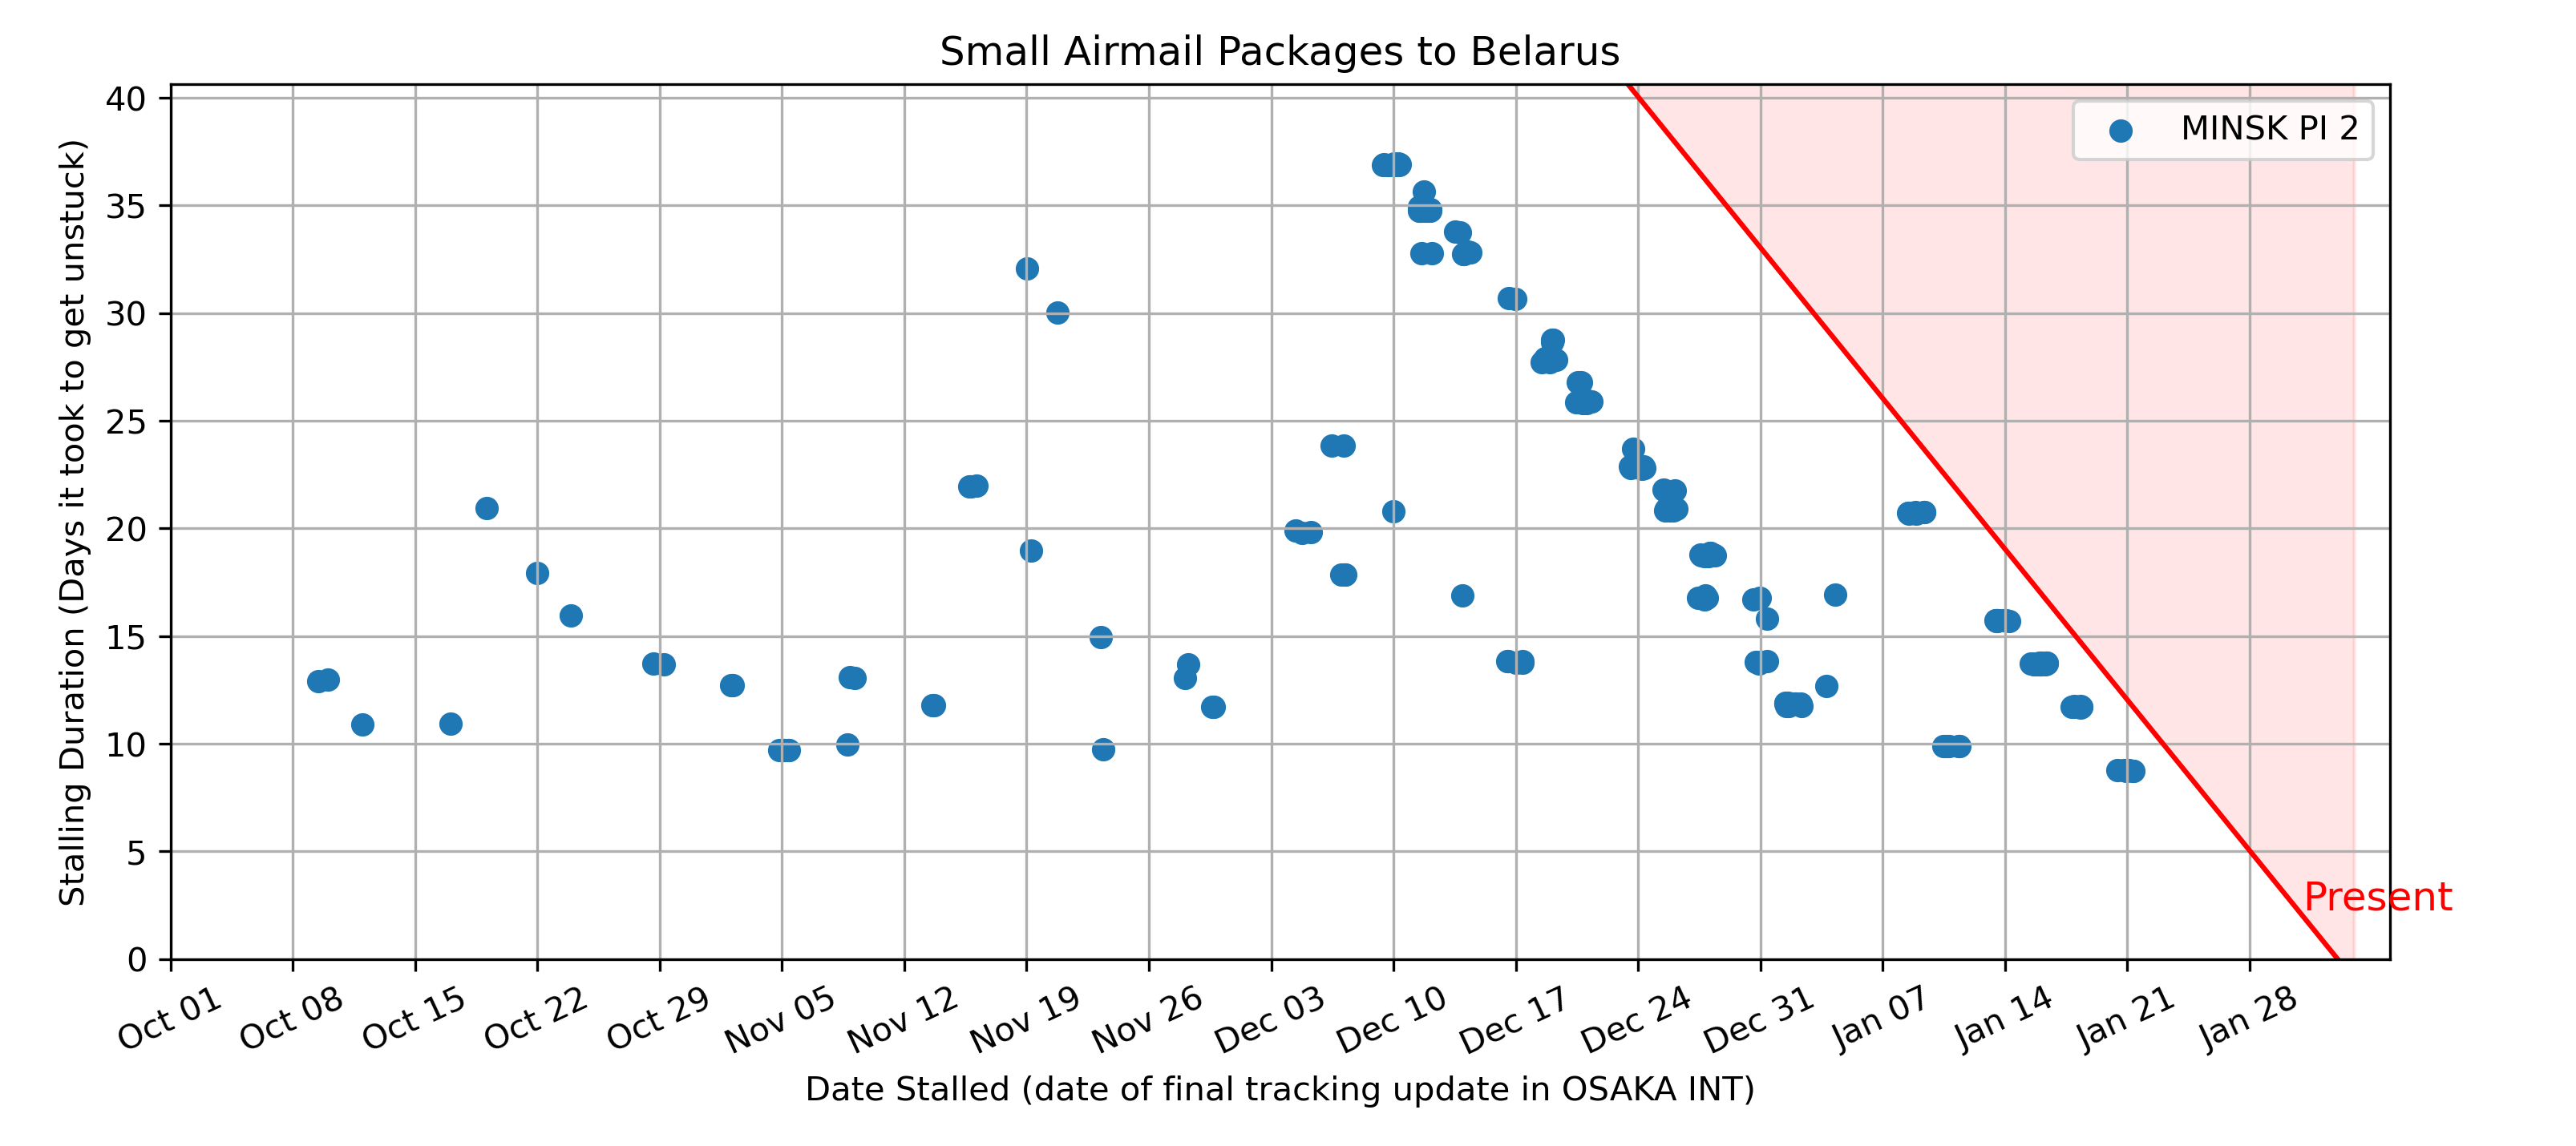 Small Airmail Packages to Belarus
MINSK PI 2
Present
Stalling Duration (Days it took to get unstuck)
40
35
30
25
20
15
10
5
0
Oct 01
Oct 08
Oct 15
Oct 22
Oct 29
Nov 05
Nov 12
Nov 19
Nov 26
Dec 03
Dec 10
Dec 17
Dec 24
Dec 31
Jan 07
Jan 14
Jan 21
Jan 28
Date Stalled (date of final tracking update in OSAKA INT)